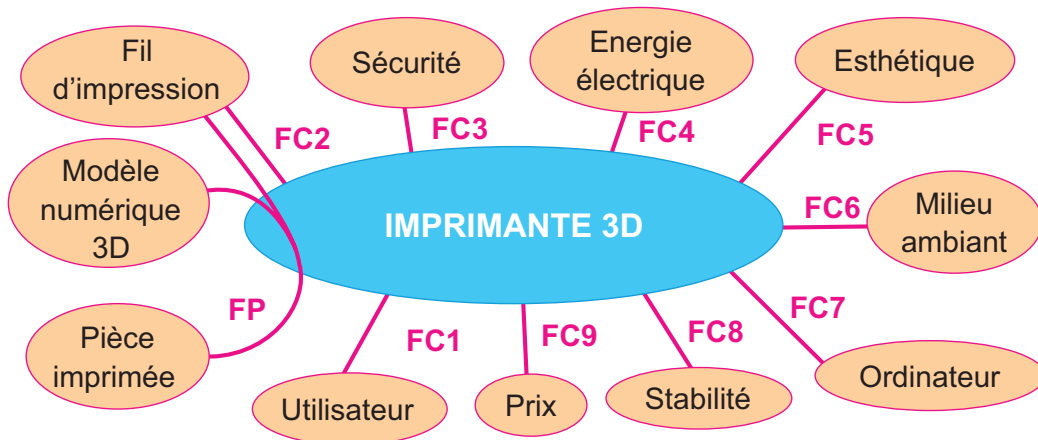 Fil
d'impression
Sécurité
Energie
électrique
Esthétique
FC2
FC3
FC4
FC5
Modèle
numérique
3D
IMPRIMANTE 3D
FC6
Milieu
ambiant
FP
FC1
FC9
FC8
FC7
Pièce
imprimée
Utilisateur
Prix
Stabilité
Ordinateur